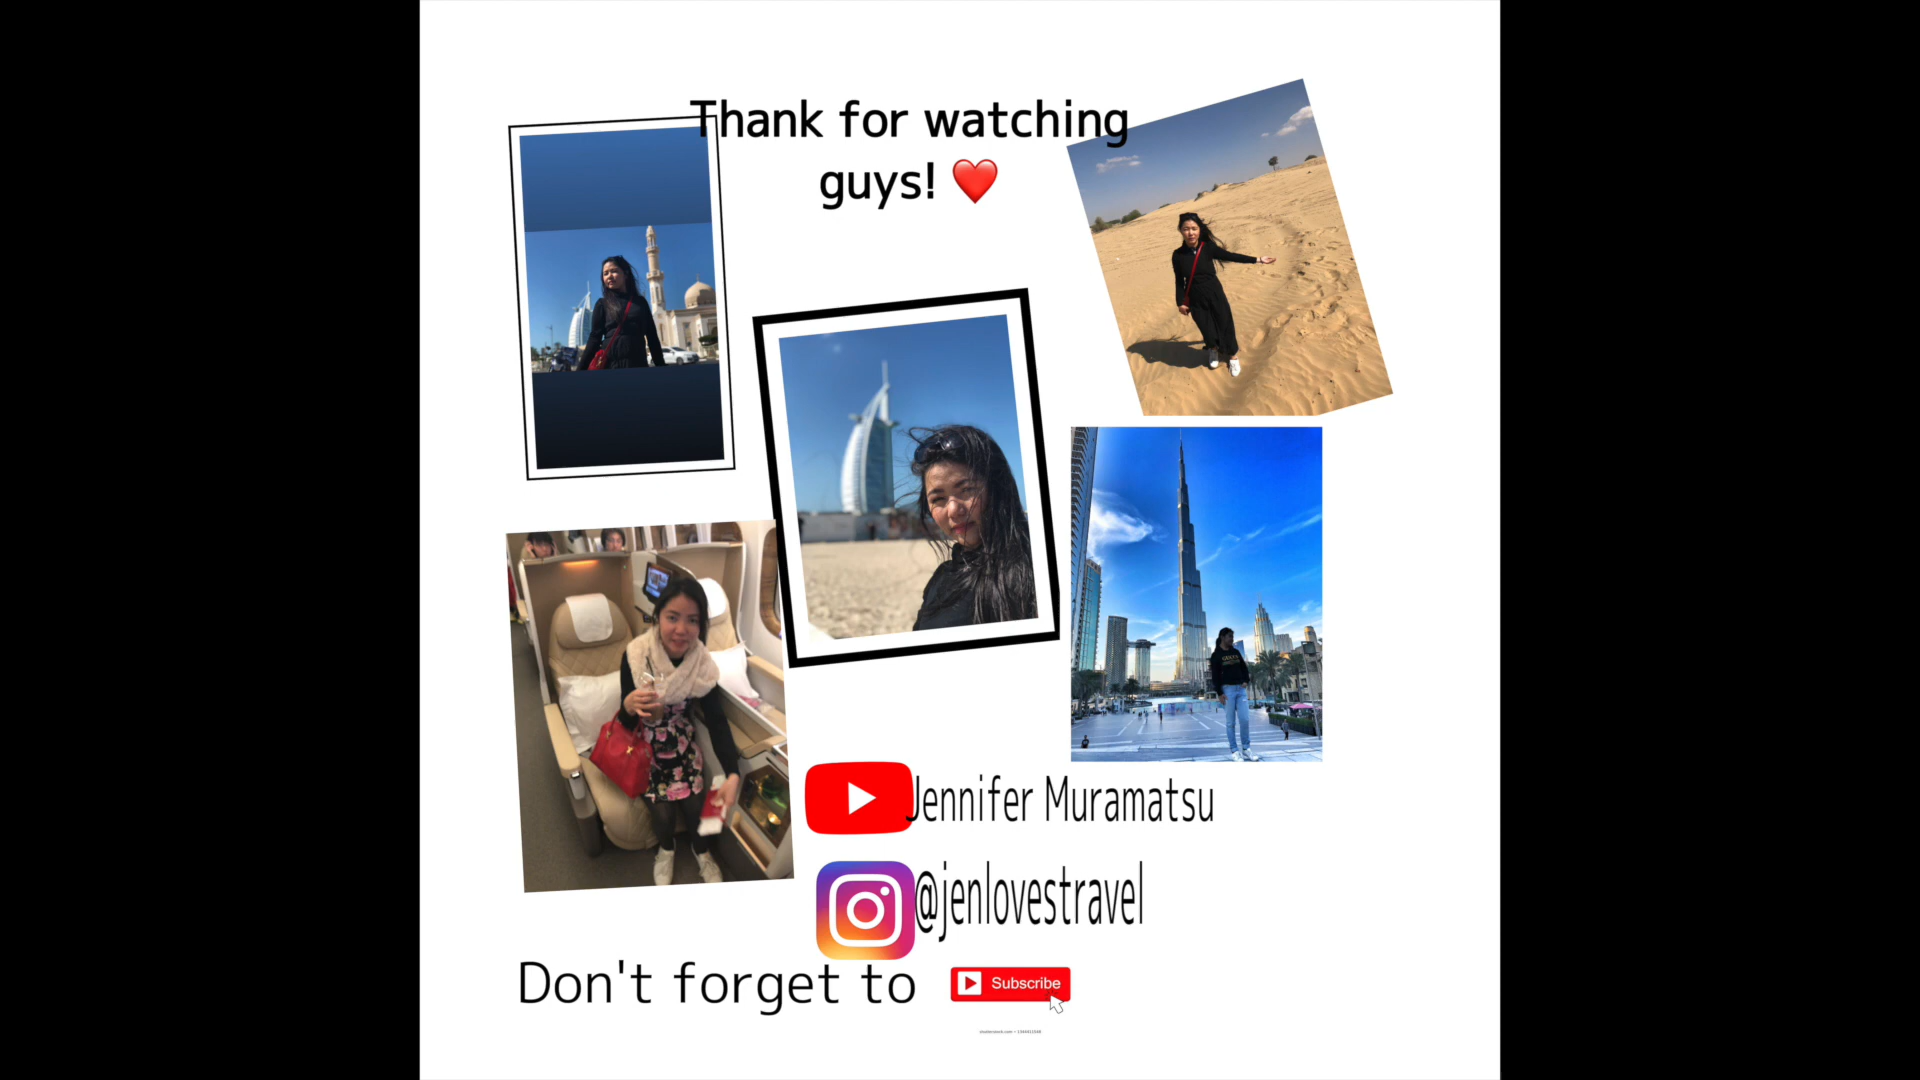 Thank for watching
guys! ❤️
Jennifer Muramatsu
@jenlovestravel
Don't forget to
Subscribe